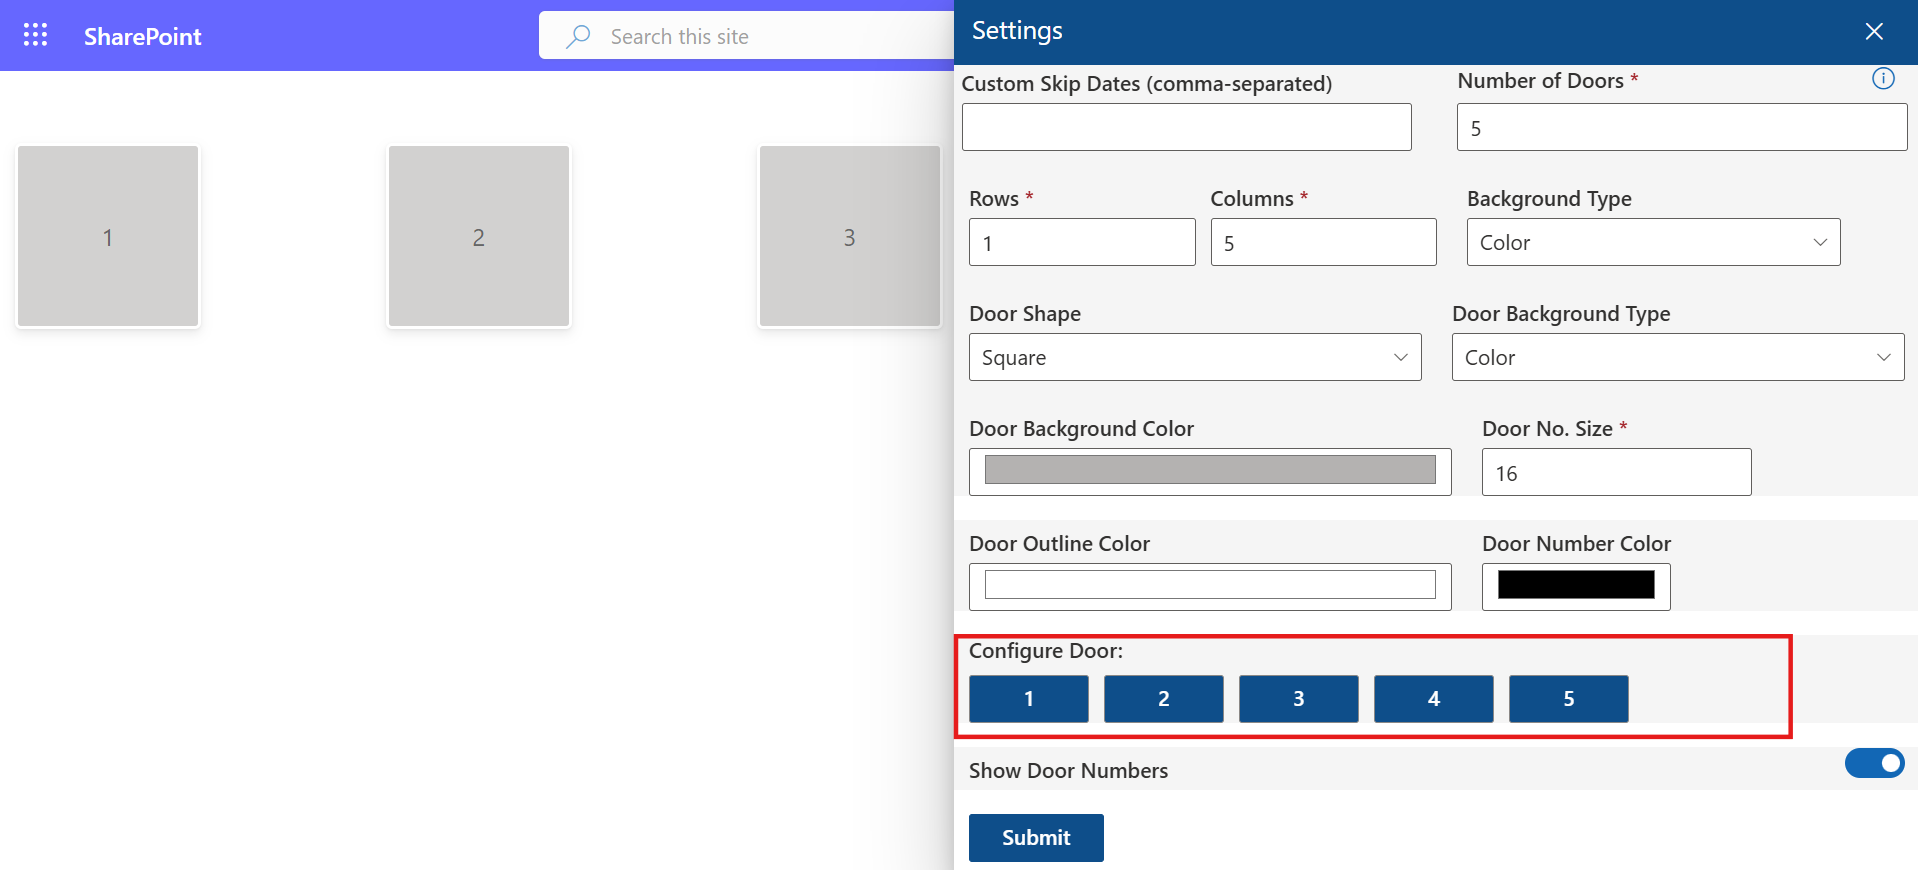 SharePoint
Search this site
1
2
3
Settings
Custom Skip Dates (comma-separated)
Number of Doors *
5
Rows *
Columns *
Background Type
1
5
Color
Door Shape
Door Background Type
Square
Color
Door Background Color
Door No. Size *
16
Door Outline Color
Door Number Color
Configure Door:
1
2
3
4
5
Show Door Numbers
Submit